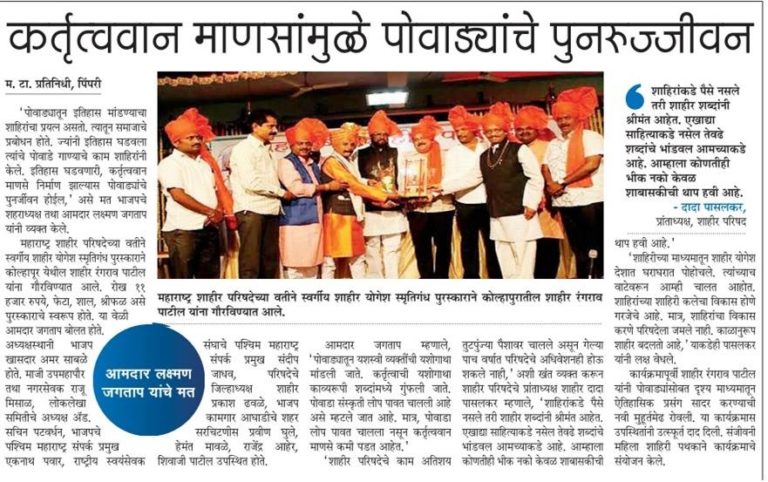 कर्तृत्ववान माणसांमुळे पोवाड्यांचे पुनरुज्जीवन
म. टा. प्रतिनिधी, पिंपरी
‘पोवाड्यातून इतिहास मांडण्याचा
शाहिरांचा प्रयत्न असतो. त्यातून समाजाचे
प्रबोधन होते. ज्यांनी इतिहास घडवला
त्यांचे पोवाडे गाण्याचे काम शाहिरांनी
केले. इतिहास घडवणारी, कर्तृत्ववान
माणसे निर्माण झाल्यास पोवाड्यांचे
पुनर्जीवन होईल,’ असे मत भाजपचे
शहराध्यक्ष तथा आमदार लक्ष्मण जगताप
यांनी व्यक्त केले.
महाराष्ट्र शाहीर परिषदेच्या वतीने
स्वर्गीय शाहीर योगेश स्मृतिगंध पुरस्काराने
कोल्हापूर येथील शाहीर रंगराव पाटील
यांना गौरविण्यात आले. रोख ११
हजार रुपये, फेटा, शाल, श्रीफळ असे
पुरस्काराचे स्वरूप होते. या वेळी
आमदार जगताप बोलत होते.
अध्यक्षस्थानी भाजप
खासदार अमर साबळे
होते. माजी उपमहापौर
तथा नगरसेवक राजू
मिसाळ, लोकलेखा
समितीचे अध्यक्ष अ‍ॅड.
सचिन पटवर्धन, भाजपचे
पश्चिम महाराष्ट्र संपर्क प्रमुख
एकनाथ पवार, राष्ट्रीय स्वयंसेवक
आमदार लक्ष्मण
जगताप यांचे मत
महाराष्ट्र शाहीर परिषदेच्या वतीने स्वर्गीय शाहीर योगेश स्मृतिगंध पुरस्काराने कोल्हापुरातील शाहीर रंगराव
पाटील यांना गौरविण्यात आले.
संघाचे पश्चिम महाराष्ट्र
संपर्क प्रमुख संदीप
जाधव, परिषदेचे
जिल्हाध्यक्ष शाहीर
प्रकाश ढवळे, भाजप
कामगार आघाडीचे शहर
सरचिटणीस प्रवीण घुले,
हेमंत मावळे, राजेंद्र आहेर,
शिवाजी पाटील उपस्थित होते.
आमदार जगताप म्हणाले,
‘पोवाड्यातून यशस्वी व्यक्तींची यशोगाथा
मांडली जाते. कर्तृत्वाची यशोगाथा
काव्यरूपी शब्दांमध्ये गुंफली जाते.
पोवाडा संस्कृती लोप पावत चालली आहे
असे म्हटले जात आहे. मात्र, पोवाडा
लोप पावत चालला नसून कर्तृत्ववान
माणसे कमी पडत आहेत.’
‘शाहीर परिषदेचे काम अतिशय
तुटपुंज्या पैशावर चालले असून गेल्या
पाच वर्षात परिषदेचे अधिवेशनही होऊ
शकले नाही,’ अशी खंत व्यक्त करून
शाहीर परिषदेचे प्रांताध्यक्ष शाहीर दादा
पासलकर म्हणाले, ‘शाहीरांकडे पैसे
नसले तरी शाहीर शब्दांनी श्रीमंत आहेत.
एखाद्या साहित्याकडे नसेल तेवढे शब्दांचे
भांडवल आमच्याकडे आहे. आम्हाला
कोणतीही भीक नको केवळ शाबासकीची
शाहिरांकडे पैसे नसले
तरी शाहीर शब्दांनी
श्रीमंत आहेत. एखाद्या
साहित्याकडे नसेल तेवढे
शब्दांचे भांडवल आमच्याकडे
आहे. आम्हाला कोणतीही
भीक नको केवळ
शाबासकीची थाप हवी आहे.
- दादा पासलकर,
प्रांताध्यक्ष, शाहीर परिषद
थाप हवी आहे.’
‘शाहिरीच्या माध्यमातून शाहीर योगेश
देशात घराघरात पोहोचले. त्यांच्याच
वाटेवरून आम्ही चालत आहोत.
शाहिरांच्या शाहिरी कलेचा विकास होणे
गरजेचे आहे. मात्र, शाहिरांचा विकास
करणे परिषदेला जमले नाही. काळानुरूप
शाहीर बदलतो आहे,’ याकडेही पासलकर
यांनी लक्ष वेधले.
कार्यक्रमापूर्वी शाहीर रंगराव पाटील
यांनी पोवाड्यांसोबत दृश्य माध्यमातून
ऐतिहासिक प्रसंग सादर करण्याची
नवी मुहूर्तमेढ रोवली. या कार्यक्रमास
उपस्थितांनी उत्स्फूर्त दाद दिली. संजीवनी
महिला शाहिरी पथकाने कार्यक्रमाचे
संयोजन केले.